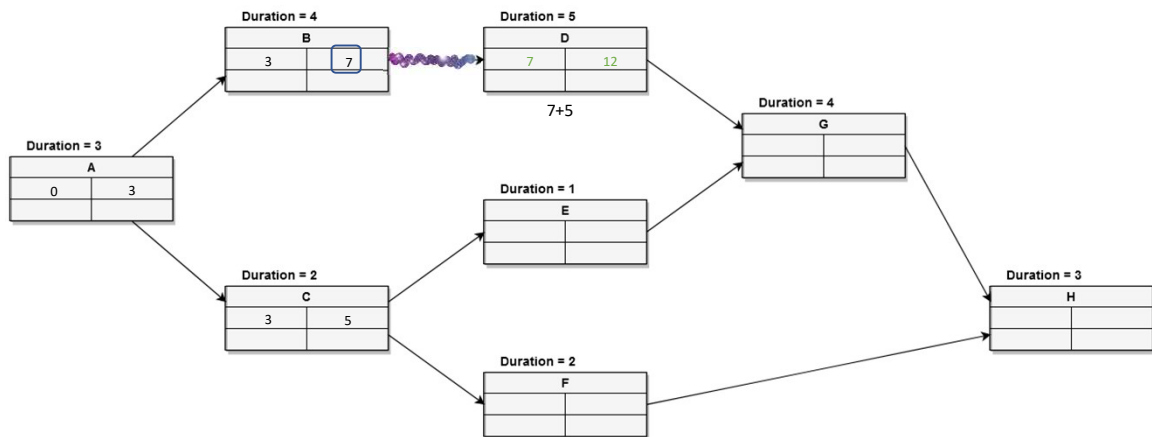 Duration = 4
B
3 7
Duration = 5
D
7 12
7+5
Duration = 4
G
Duration = 3
A
0 3
Duration = 1
E
Duration = 2
C
3 5
Duration = 3
H
Duration = 2
F